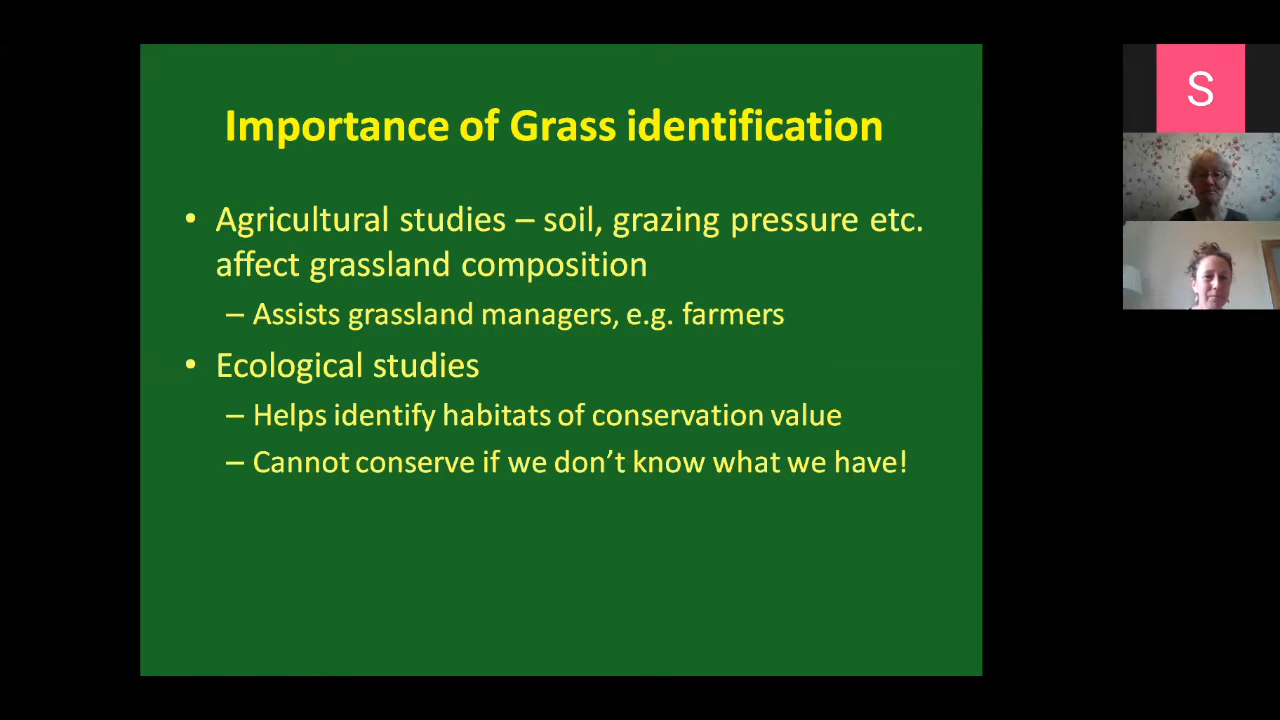 Importance of Grass identification
• Agricultural studies – soil, grazing pressure etc.
affect grassland composition
– Assists grassland managers, e.g. farmers
• Ecological studies
– Helps identify habitats of conservation value
– Cannot conserve if we don’t know what we have!
S